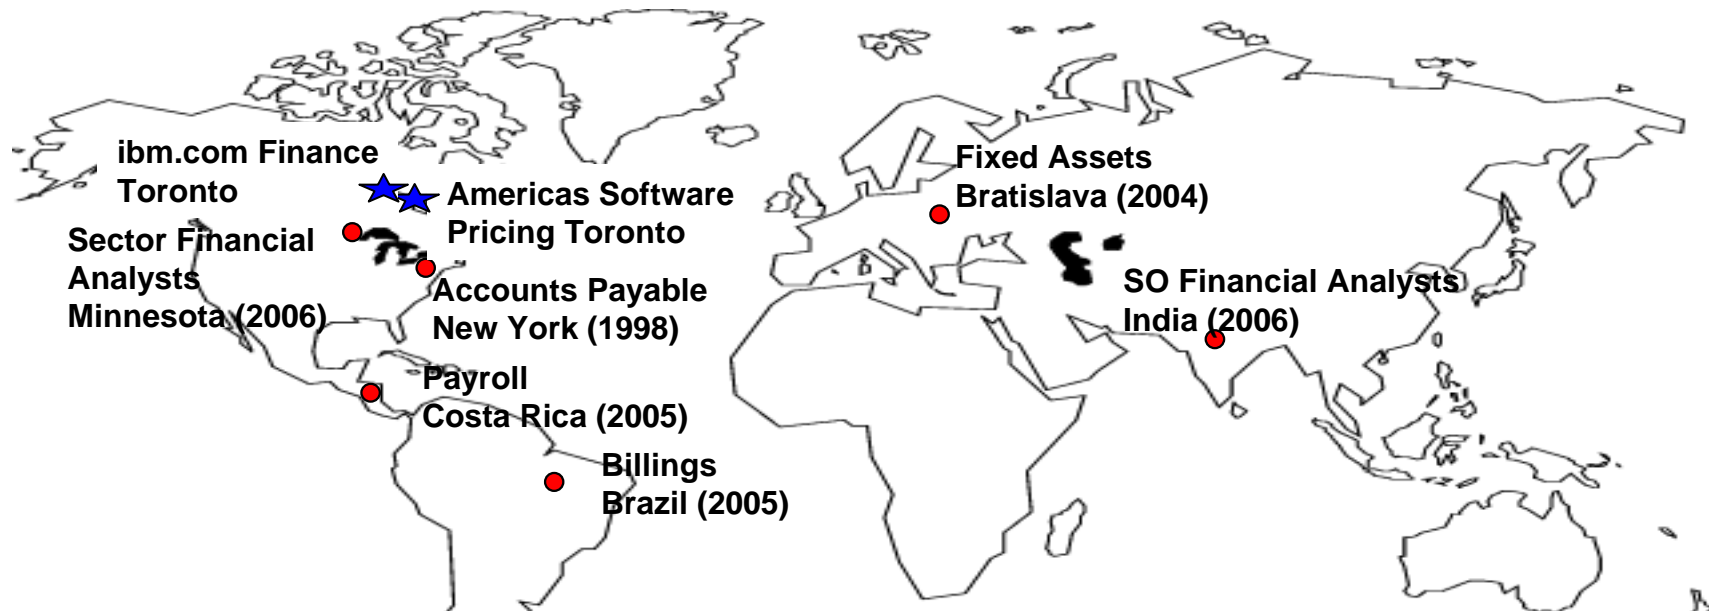 ibm.com Finance
Toronto
Americas Software
Pricing Toronto
Fixed Assets
Bratislava (2004)
Sector Financial
Analysts
Minnesota (2006)
Accounts Payable
New York (1998)
SO Financial Analysts
India (2006)
Payroll
Costa Rica (2005)
Billings
Brazil (2005)